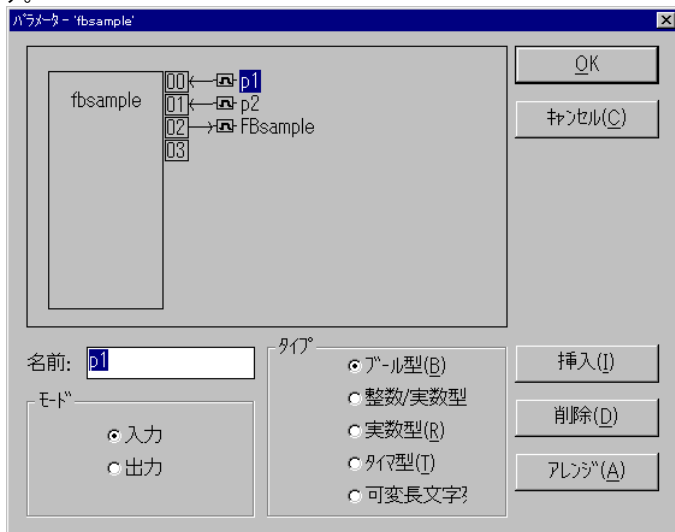 ﾊﾟﾗﾒｰﾀｰ - 'fbsample'
fbsample
00 p1
01 p2
02 FBsample
03
OK
ｷｬﾝｾﾙ(C)
名前: p1
ﾓｰﾄﾞ
入力
出力
ﾀｲﾌﾟ
ﾌﾞｰﾙ型(B)
整数/実数型
実数型(R)
ﾀｲﾏ型(T)
可変長文字
挿入(I)
削除(D)
ｱﾚﾝｼﾞ(A)